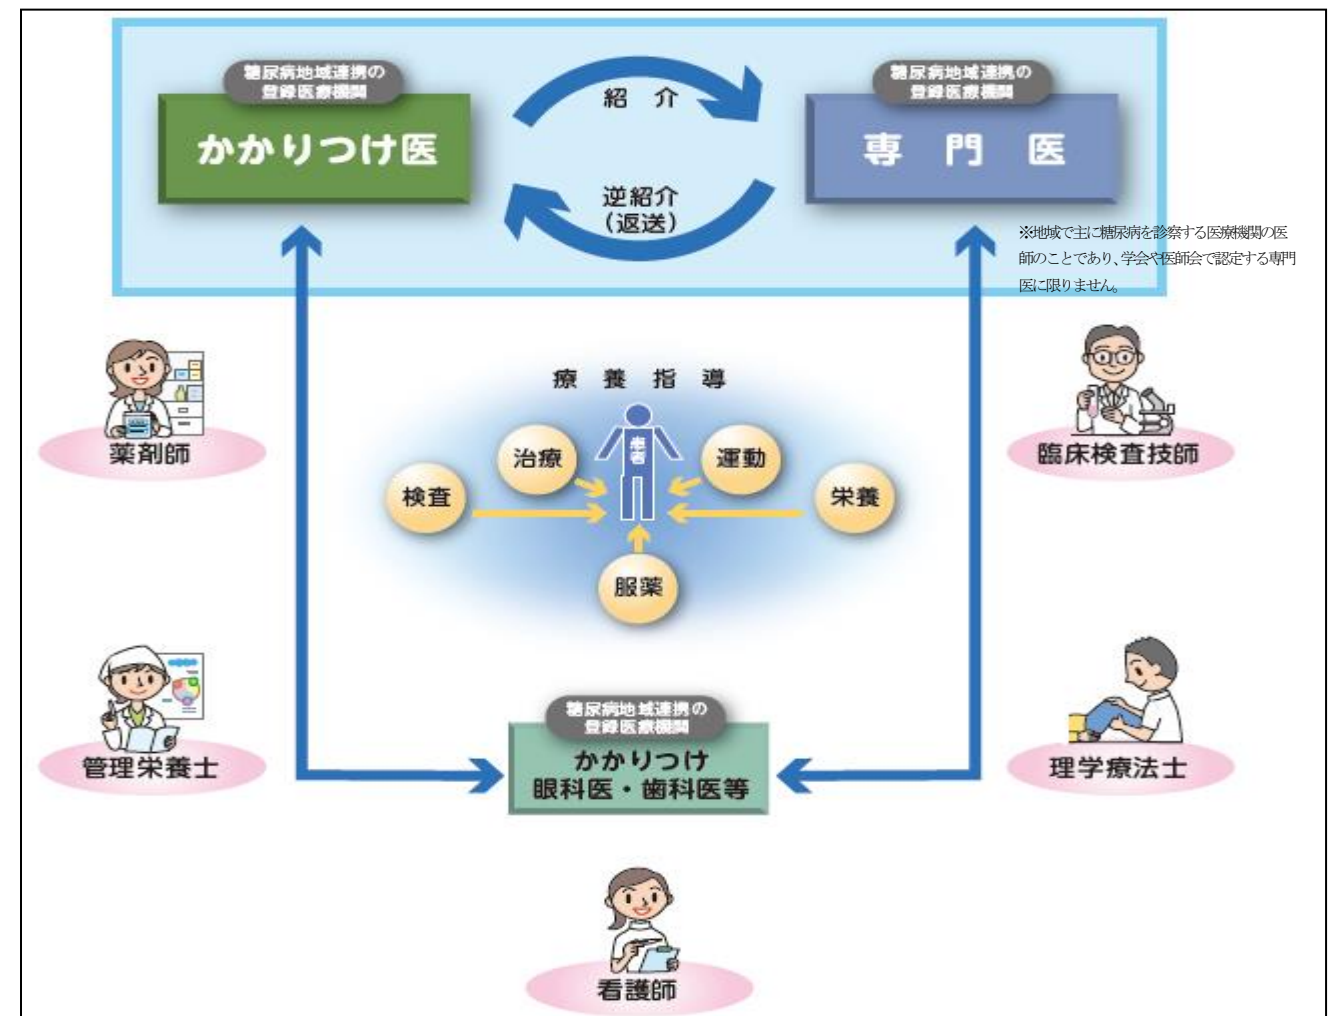 糖尿病地域連携の
登録医療機関
かかりつけ医
紹 介
糖尿病地域連携の
登録医療機関
専 門 医
逆紹介
(返送)
※地域で主に糖尿病を診察する医療機関の医
師のことであり、学会や医師会で認定する専門
医に限りません。
薬剤師
臨床検査技師
療 養 指 導
患者
治療
運動
検査
栄養
服薬
管理栄養士
理学療法士
糖尿病地域連携の
登録医療機関
かかりつけ
眼科医・歯科医等
看護師